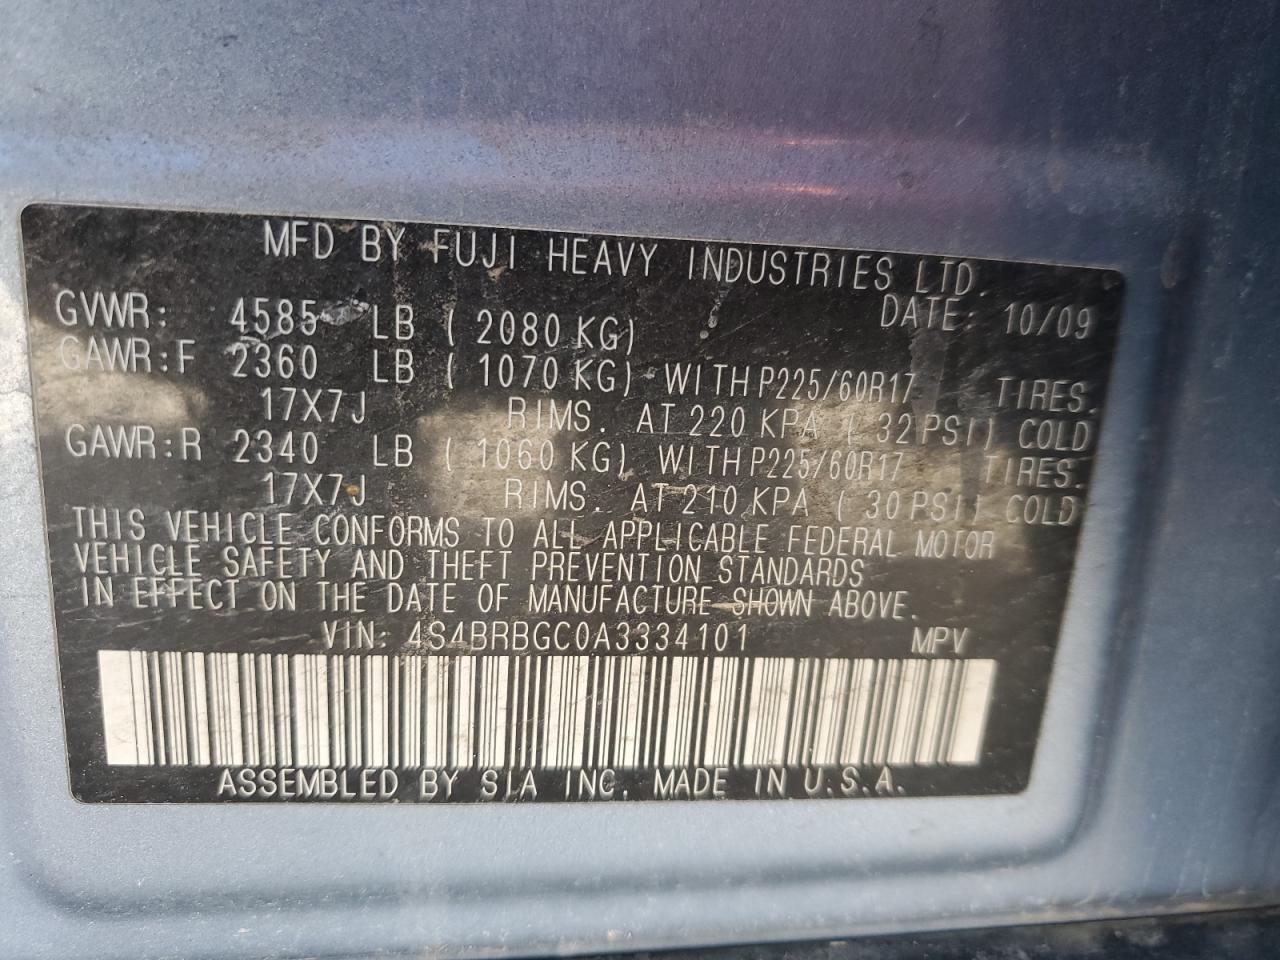 MFD BY FUJI HEAVY INDUSTRIES LTD.
DATE: 10/09
GVWR: 4585 LB ( 2080 KG)
GAWR:F 2360 LB ( 1070 KG) WITH P225/60R17 TIRES.
17X7J RIMS. AT 220 KPA ( 32PSI) COLD
GAWR:R 2340 LB ( 1060 KG) WITH P225/60R17 TIRES.
17X7J RIMS. AT 210 KPA ( 30PSI) COLD
THIS VEHICLE CONFORMS TO ALL APPLICABLE FEDERAL MOTOR
VEHICLE SAFETY AND THEFT PREVENTION STANDARDS
IN EFFECT ON THE DATE OF MANUFACTURE SHOWN ABOVE.
VIN: 4S4BRBGC0A3334101 MPV
ASSEMBLED BY SIA INC. MADE IN U.S.A.